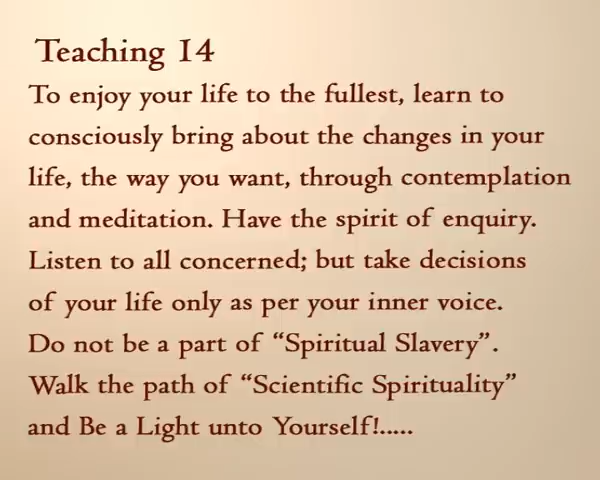 Teaching 14
To enjoy your life to the fullest, learn to
consciously bring about the changes in your
life, the way you want, through contemplation
and meditation. Have the spirit of enquiry.
Listen to all concerned; but take decisions
of your life only as per your inner voice.
Do not be a part of “Spiritual Slavery”.
Walk the path of “Scientific Spirituality”
and Be a Light unto Yourself!.....